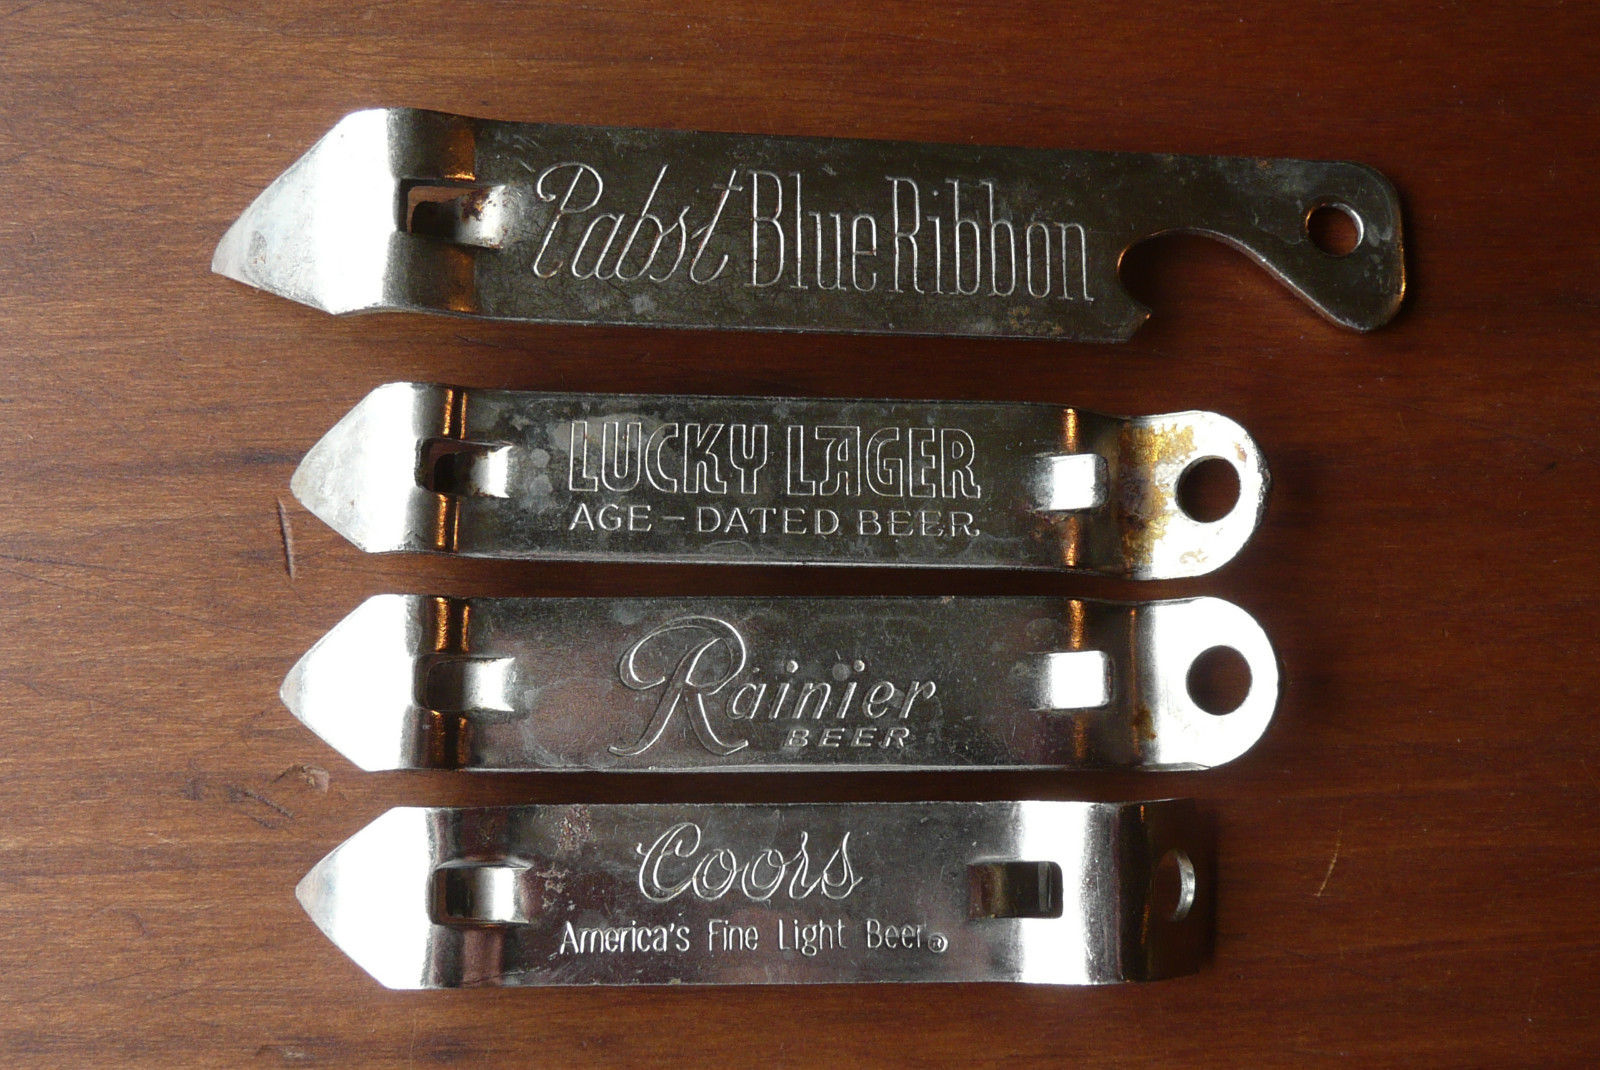 Pabst Blue Ribbon
LUCKY LAGER
AGE-DATED BEER
Rainier
BEER
Coors
America's Fine Light Beer®